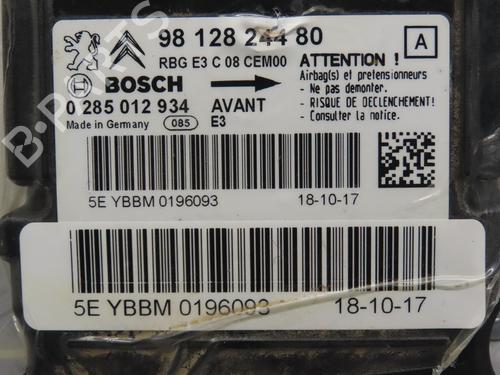 98 128 244 80
A
RBG E3 C 08 CEM00
ATTENTION !
BOSCH
Airbag(s) et pretensionneurs
- Ne pas demonter.
0 285 012 934 AVANT
- RISQUE DE DECLENCHEMENT!
Made in Germany 085 E3
- Consulter la notice.
5E YBBM 0196093 18-10-17
5E YBBM 0196093 18-10-17
B-PARTS